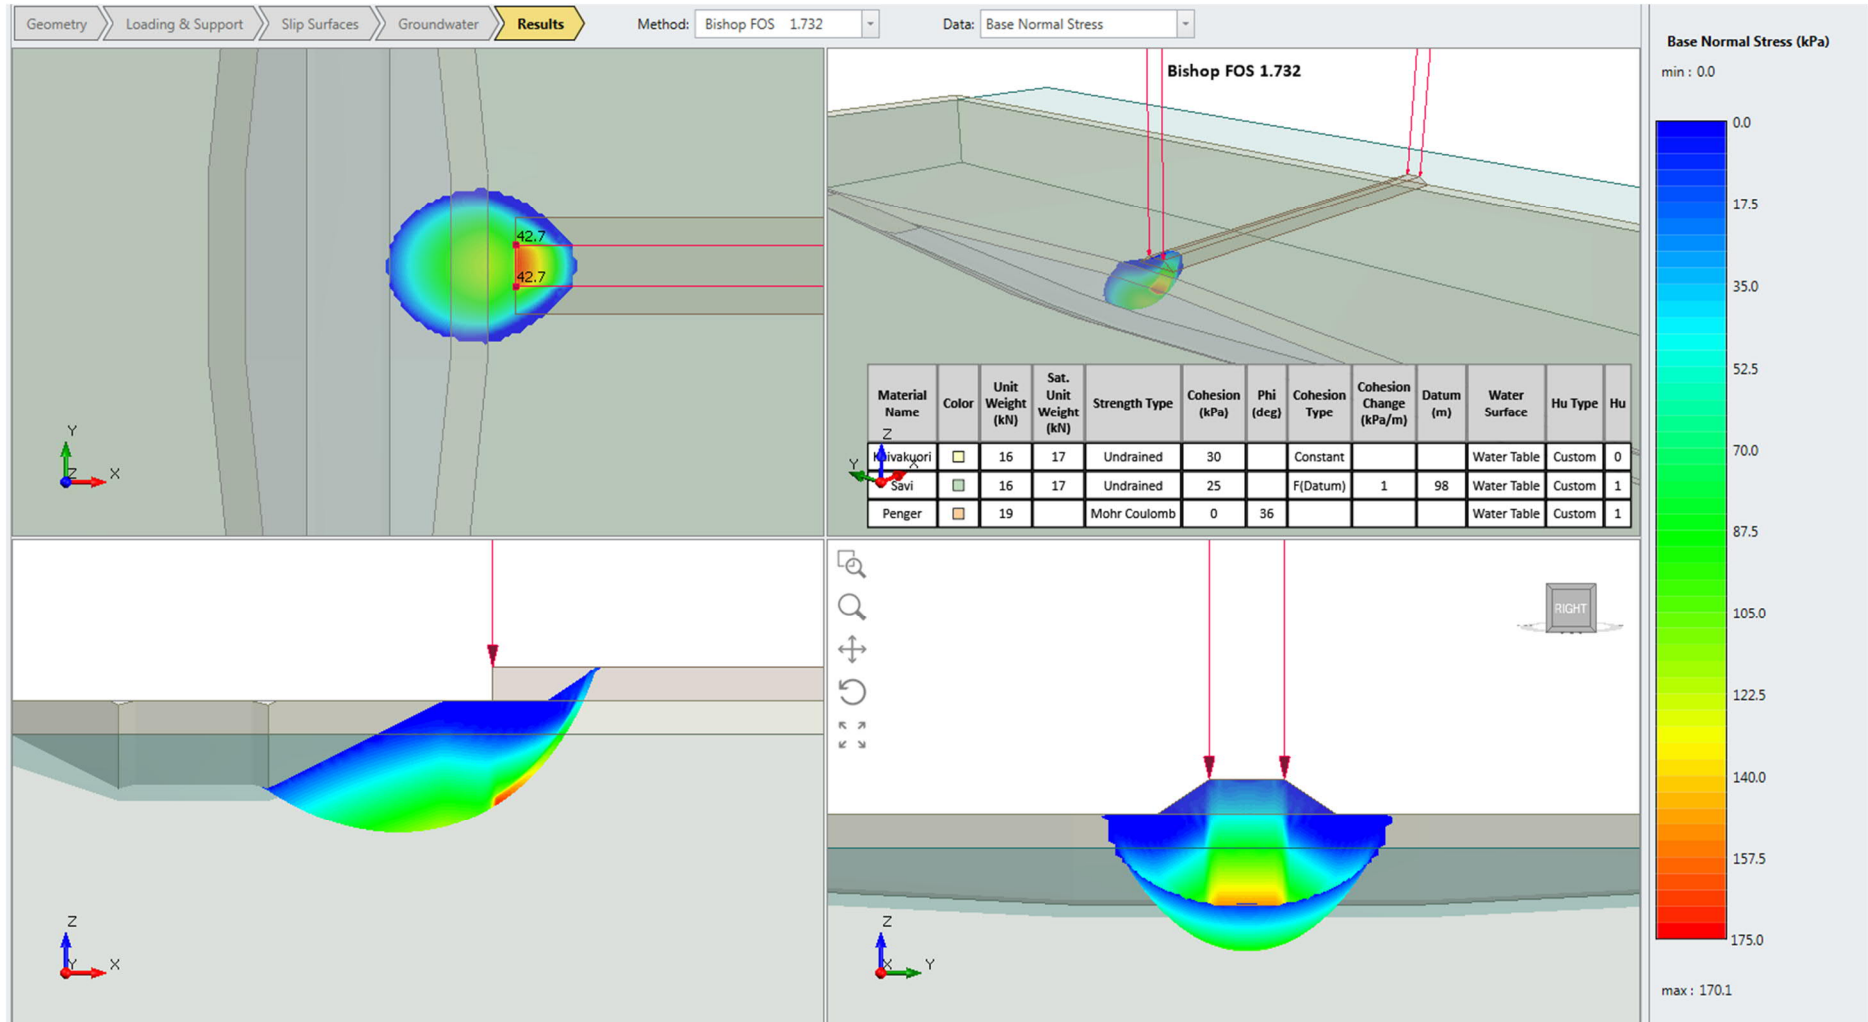 Geometry Loading & Support Slip Surfaces Groundwater Results Method: Bishop FOS 1.732 Data: Base Normal Stress
Base Normal Stress (kPa)
min : 0.0
0.0
17.5
35.0
52.5
70.0
87.5
105.0
122.5
140.0
157.5
175.0
max : 170.1
42.7
42.7
Y
X
Z
Bishop FOS 1.732
Material Name Color Unit Weight (kN) Sat. Unit Weight (kN) Strength Type Cohesion (kPa) Phi (deg) Cohesion Type Cohesion Change (kPa/m) Datum (m) Water Surface Hu Type Hu
16 17 Undrained 30 Constant Water Table Custom 0
Savi 16 17 Undrained 25 F(Datum) 1 98 Water Table Custom 1
Penger 19 Mohr Coulomb 0 36 Water Table Custom 1
Z
Y
X
Z
Y
X
RIGHT
Z
X
Y